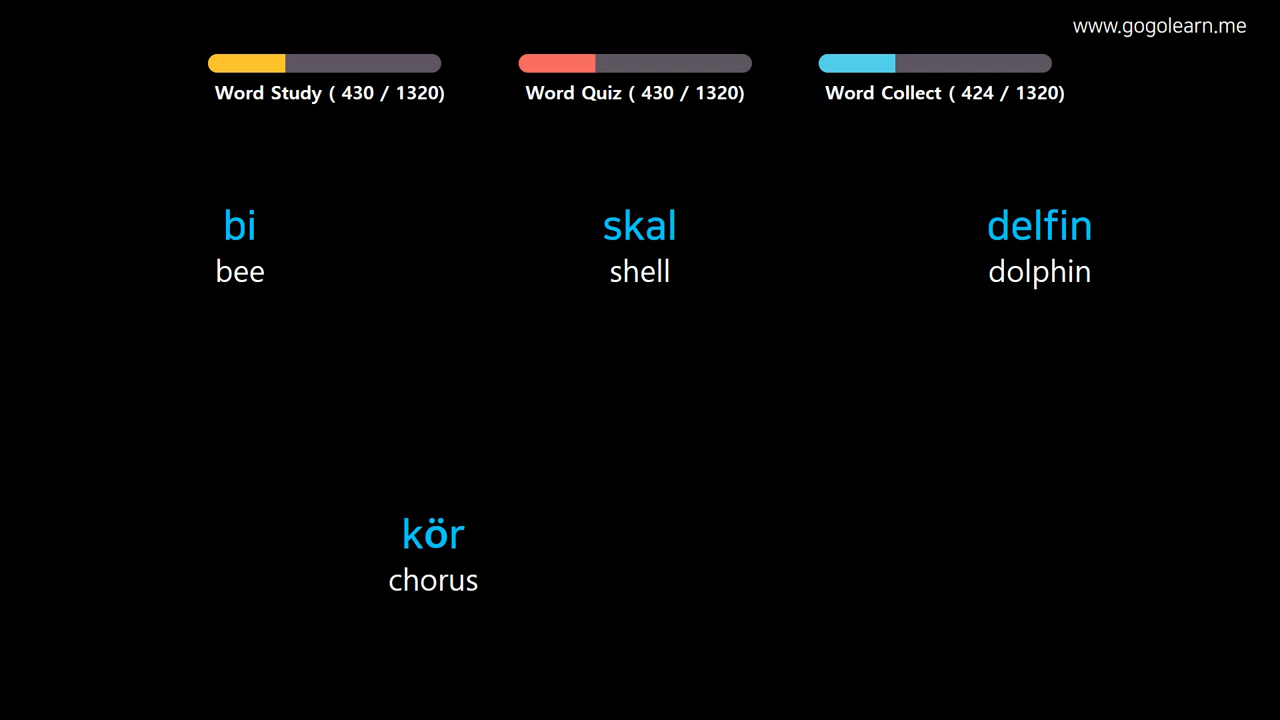 www.gogolearn.me
Word Study ( 430 / 1320)
Word Quiz ( 430 / 1320)
Word Collect ( 424 / 1320)
bi
bee
skal
shell
delfin
dolphin
kör
chorus